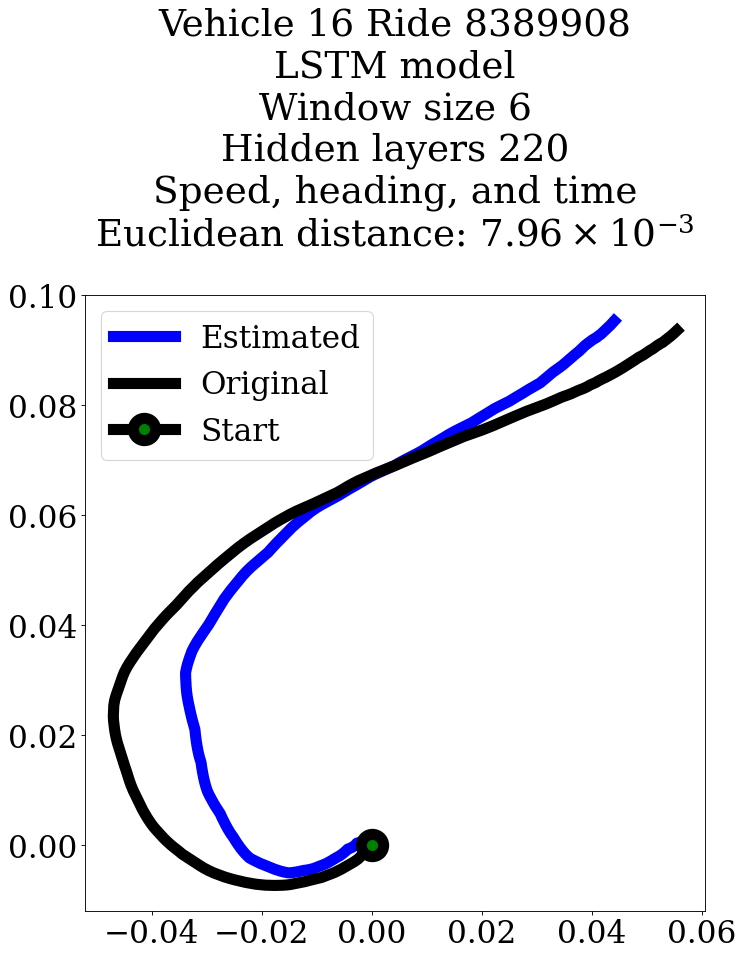 Vehicle 16 Ride 8389908
LSTM model
Window size 6
Hidden layers 220
Speed, heading, and time
Euclidean distance: 7.96 × 10⁻³
0.10
Estimated
Original
Start
0.08
0.06
0.04
0.02
0.00
−0.04 −0.02 0.00 0.02 0.04 0.06